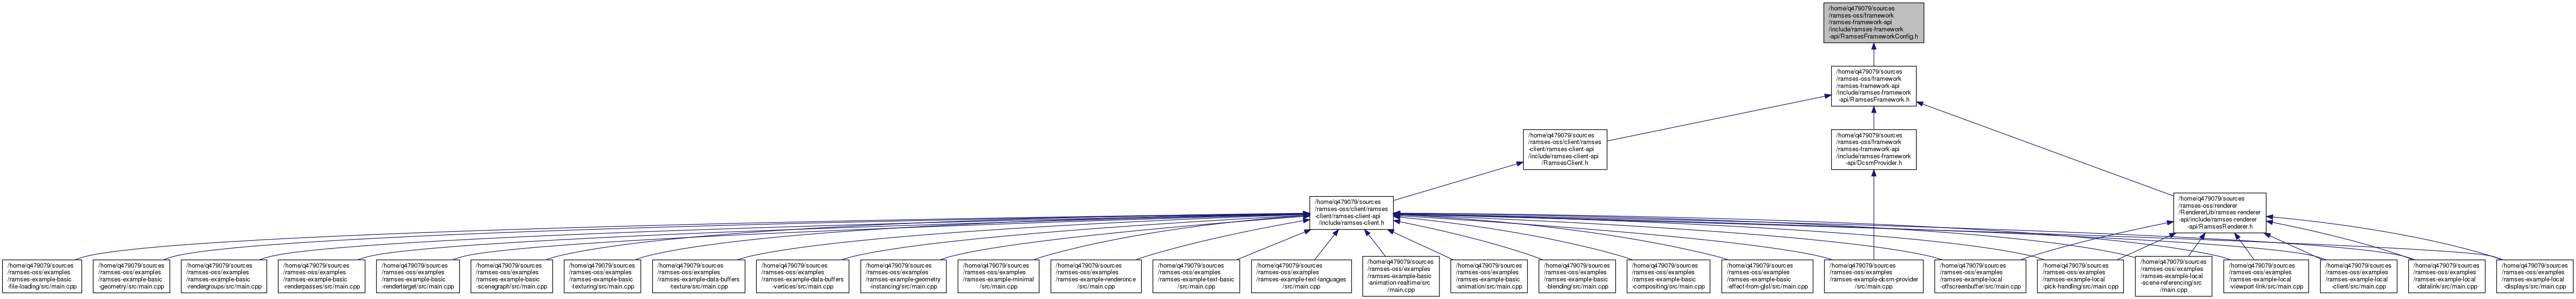 /home/q479079/sources
/ramses-oss/framework
/ramses-framework-api
/include/ramses-framework
-api/RamsesFrameworkConfig.h
/home/q479079/sources
/ramses-oss/framework
/ramses-framework-api
/include/ramses-framework
-api/RamsesFramework.h
/home/q479079/sources
/ramses-oss/client/ramses
-client/ramses-client-api
/include/ramses-client-api
/RamsesClient.h
/home/q479079/sources
/ramses-oss/framework
/ramses-framework-api
/include/ramses-framework
-api/DcsmProvider.h
/home/q479079/sources
/ramses-oss/client/ramses
-client/ramses-client-api
/include/ramses-client.h
/home/q479079/sources
/ramses-oss/renderer
/RendererLib/ramses-renderer
-api/include/ramses-renderer
-api/RamsesRenderer.h
/home/q479079/sources
/ramses-oss/examples
/ramses-example-basic
-file-loading/src/main.cpp
/home/q479079/sources
/ramses-oss/examples
/ramses-example-basic
-geometry/src/main.cpp
/home/q479079/sources
/ramses-oss/examples
/ramses-example-basic
-rendergroups/src/main.cpp
/home/q479079/sources
/ramses-oss/examples
/ramses-example-basic
-renderpasses/src/main.cpp
/home/q479079/sources
/ramses-oss/examples
/ramses-example-basic
-rendertarget/src/main.cpp
/home/q479079/sources
/ramses-oss/examples
/ramses-example-basic
-scenegraph/src/main.cpp
/home/q479079/sources
/ramses-oss/examples
/ramses-example-basic
-texturing/src/main.cpp
/home/q479079/sources
/ramses-oss/examples
/ramses-example-data-buffers
-texture/src/main.cpp
/home/q479079/sources
/ramses-oss/examples
/ramses-example-data-buffers
-vertices/src/main.cpp
/home/q479079/sources
/ramses-oss/examples
/ramses-example-geometry
-instancing/src/main.cpp
/home/q479079/sources
/ramses-oss/examples
/ramses-example-minimal
/src/main.cpp
/home/q479079/sources
/ramses-oss/examples
/ramses-example-renderonce
/src/main.cpp
/home/q479079/sources
/ramses-oss/examples
/ramses-example-text-basic
/src/main.cpp
/home/q479079/sources
/ramses-oss/examples
/ramses-example-text-languages
/src/main.cpp
/home/q479079/sources
/ramses-oss/examples
/ramses-example-basic
-animation-realtime/src
/main.cpp
/home/q479079/sources
/ramses-oss/examples
/ramses-example-basic
-animation/src/main.cpp
/home/q479079/sources
/ramses-oss/examples
/ramses-example-basic
-blending/src/main.cpp
/home/q479079/sources
/ramses-oss/examples
/ramses-example-basic
-compositing/src/main.cpp
/home/q479079/sources
/ramses-oss/examples
/ramses-example-basic
-effect-from-glsl/src/main.cpp
/home/q479079/sources
/ramses-oss/examples
/ramses-example-dcsm-provider
/src/main.cpp
/home/q479079/sources
/ramses-oss/examples
/ramses-example-local
-offscreenbuffer/src/main.cpp
/home/q479079/sources
/ramses-oss/examples
/ramses-example-local
-pick-handling/src/main.cpp
/home/q479079/sources
/ramses-oss/examples
/ramses-example-local
-scene-referencing/src
/main.cpp
/home/q479079/sources
/ramses-oss/examples
/ramses-example-local
-viewport-link/src/main.cpp
/home/q479079/sources
/ramses-oss/examples
/ramses-example-local
-client/src/main.cpp
/home/q479079/sources
/ramses-oss/examples
/ramses-example-local
-datalink/src/main.cpp
/home/q479079/sources
/ramses-oss/examples
/ramses-example-local
-displays/src/main.cpp